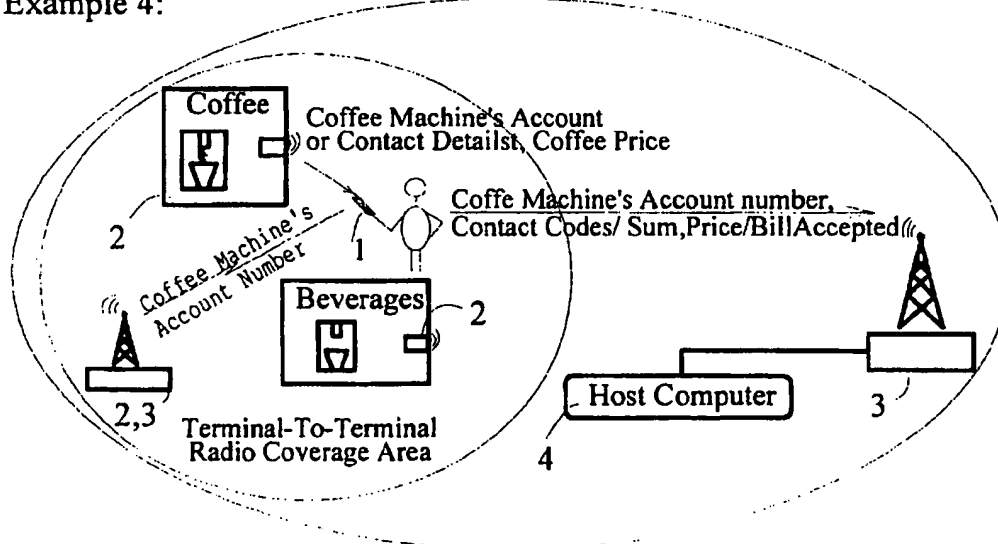 Example 4:
Coffee
Coffee Machine's Account
or Contact Detailst, Coffee Price
2
1
Coffe Machine's Account number,
Contact Codes/ Sum,Price/BillAccepted
Coffee Machine's
Account Number
Beverages
2
2,3
Terminal-To-Terminal
Radio Coverage Area
Host Computer
4
3